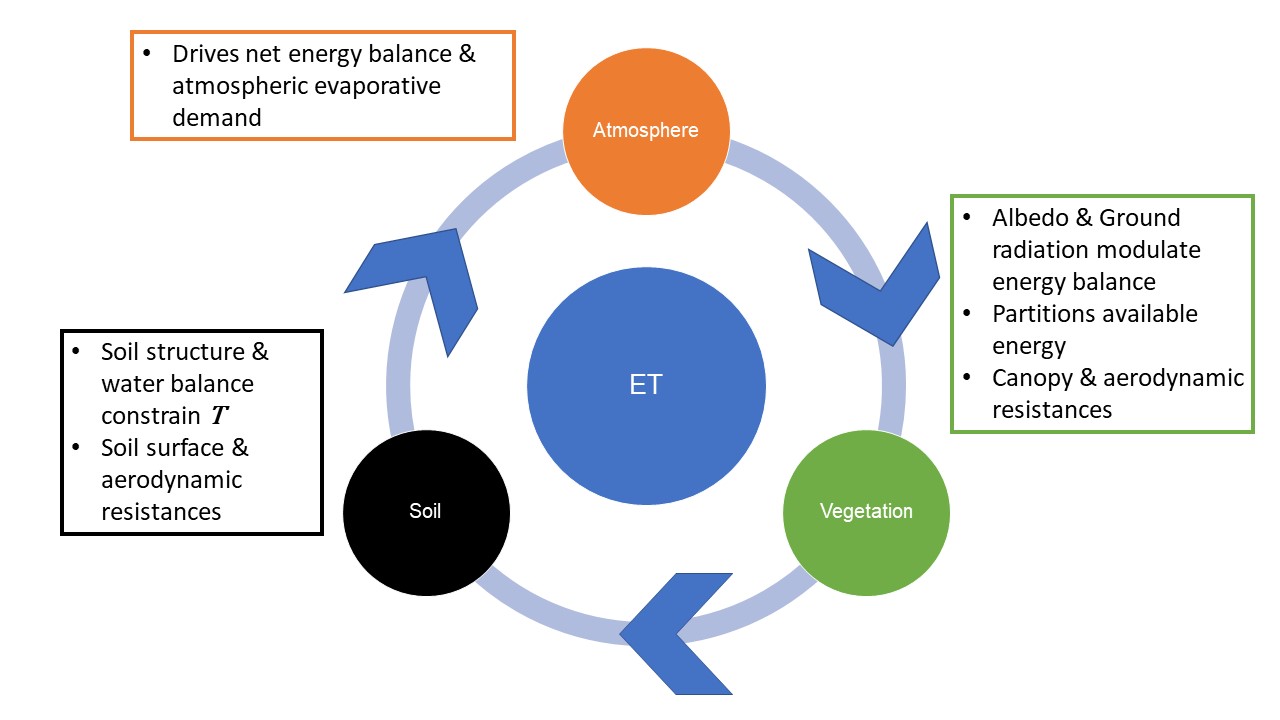 • Drives net energy balance &
atmospheric evaporative
demand
Atmosphere
• Albedo & Ground
radiation modulate
energy balance
• Partitions available
energy
• Canopy & aerodynamic
resistances
• Soil structure &
water balance
constrain T
• Soil surface &
aerodynamic
resistances
ET
Soil
Vegetation